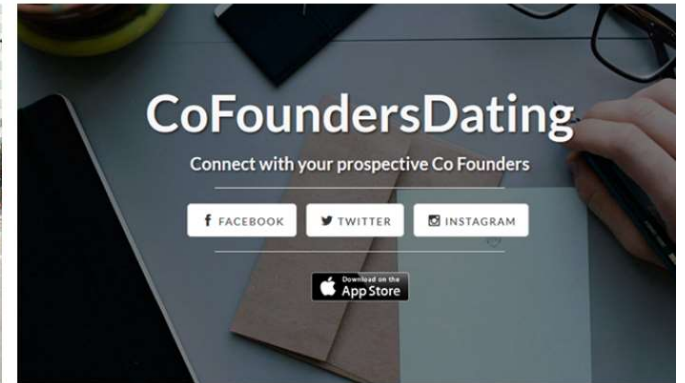 CoFoundersDating
Connect with your prospective Co Founders
FACEBOOK TWITTER INSTAGRAM
Download on the
App Store